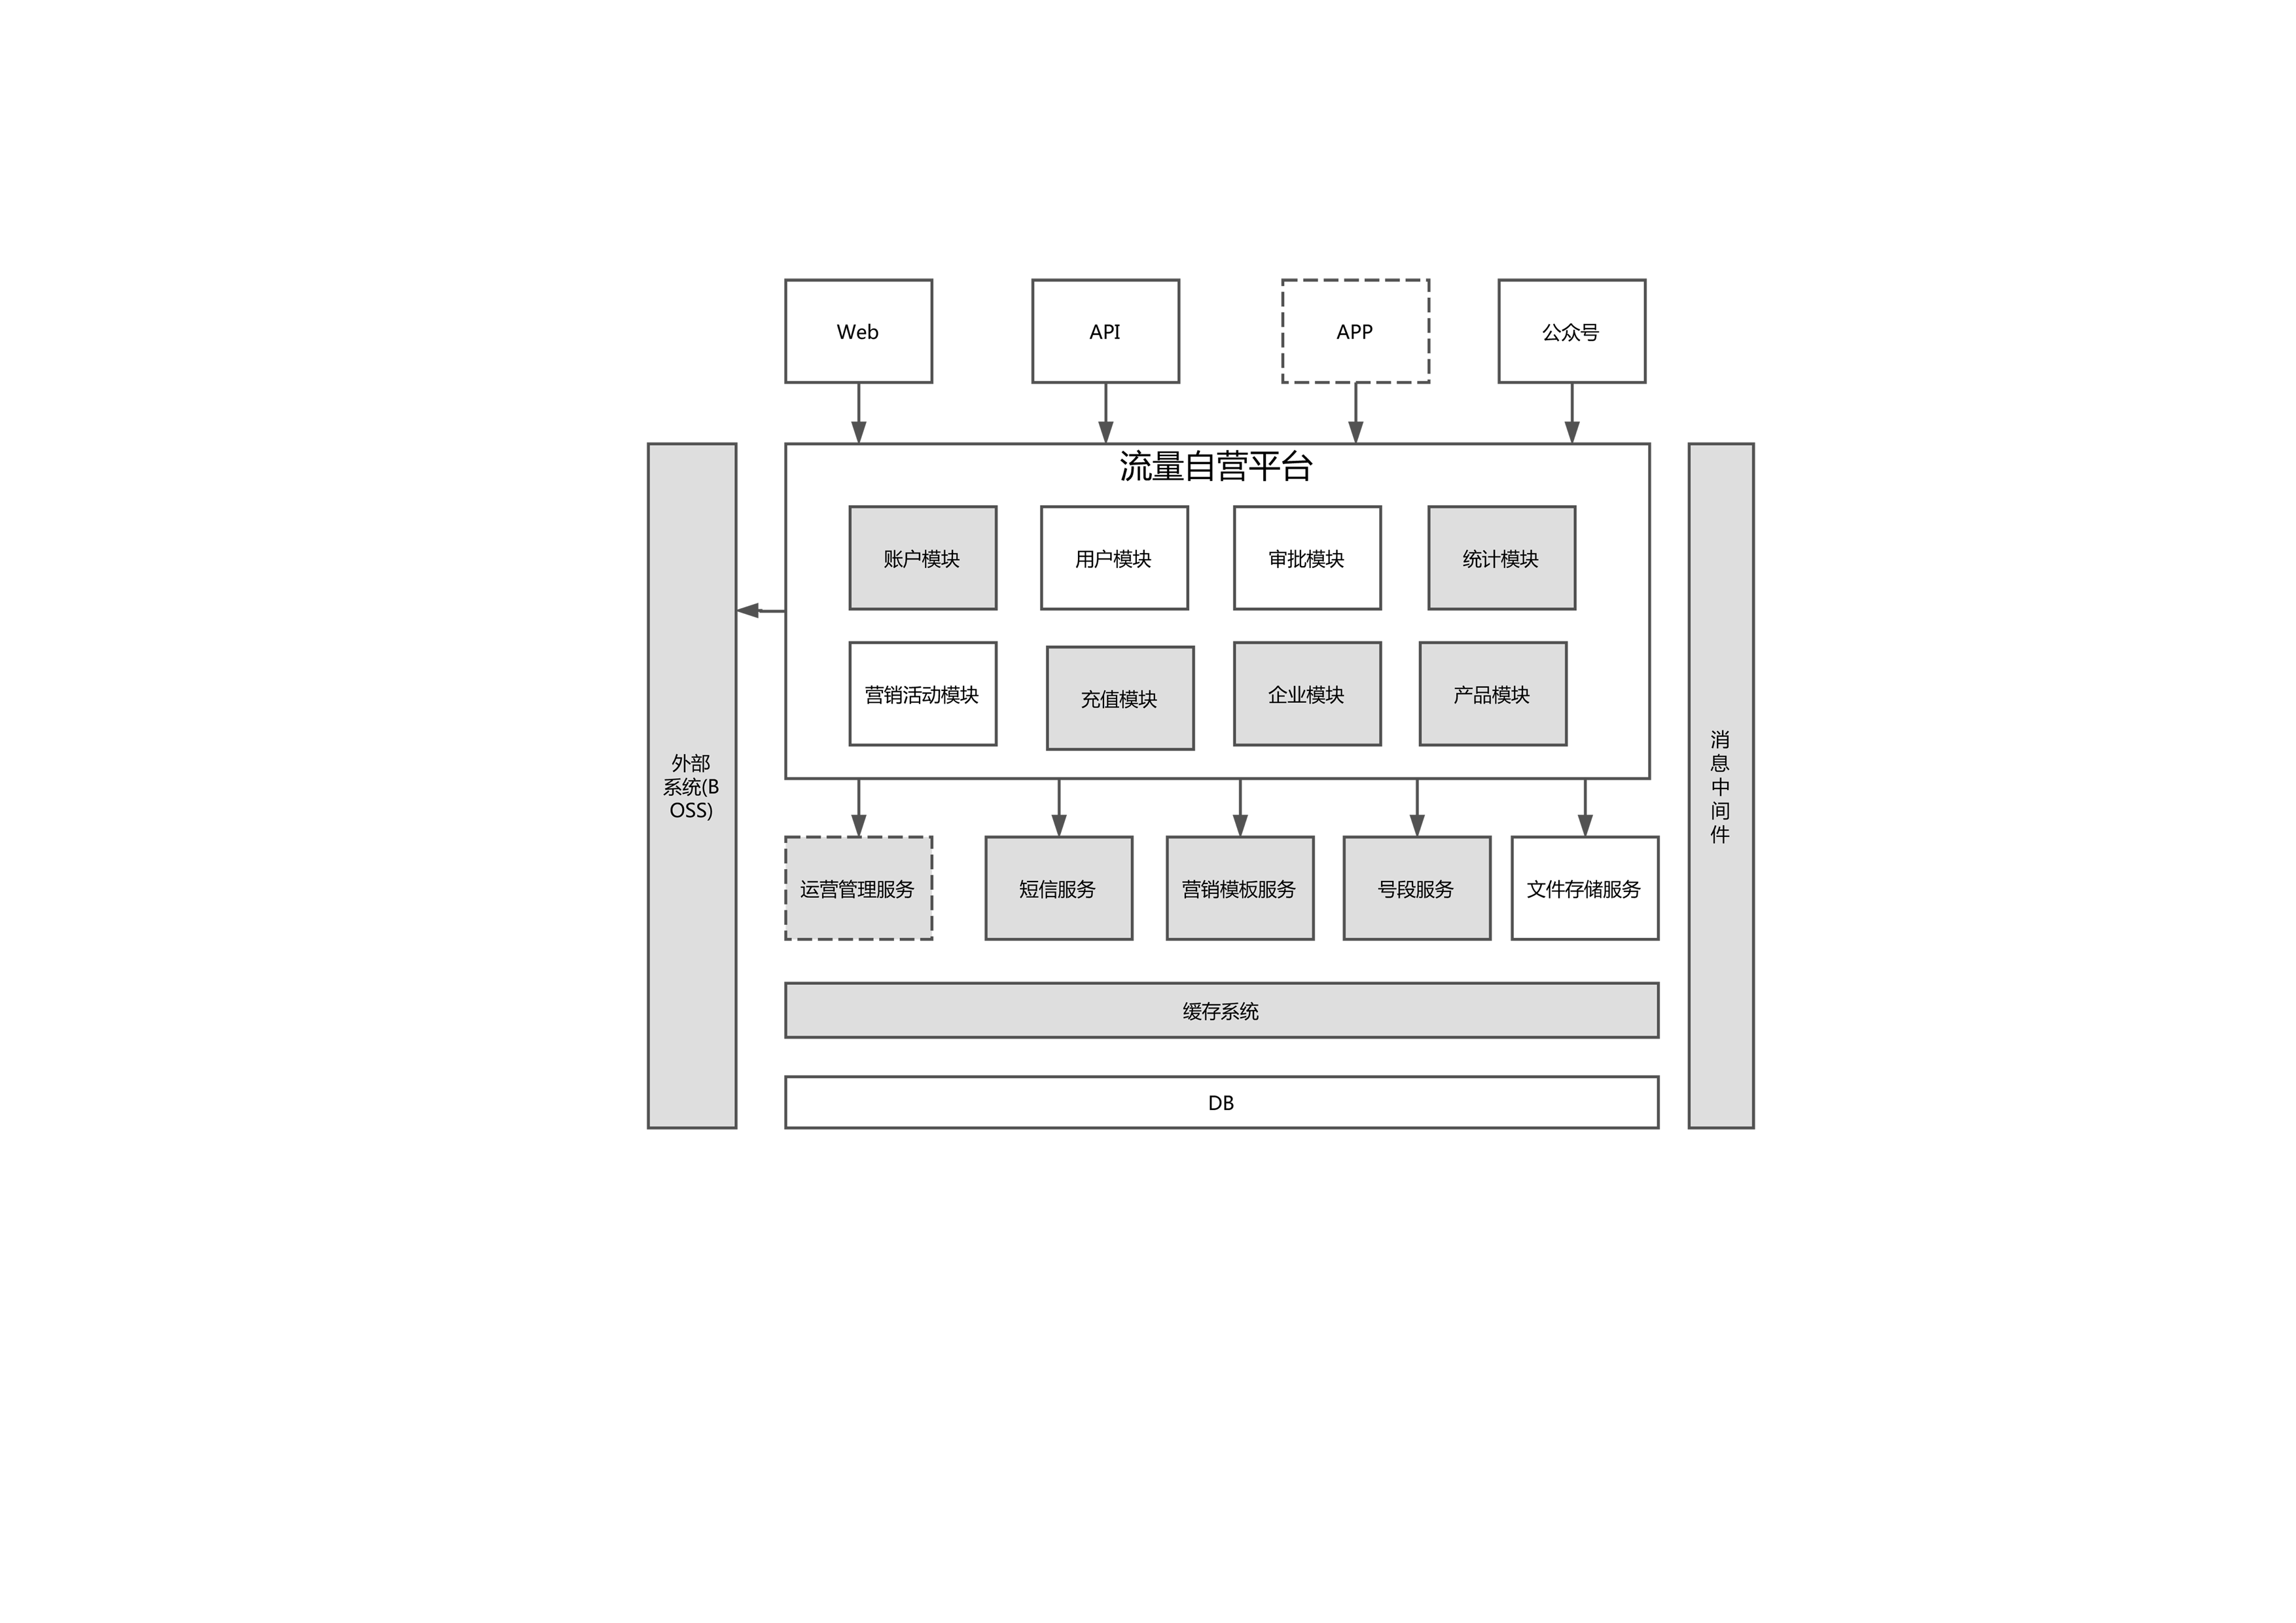 Web
API
APP
公众号
流量自营平台
账户模块
用户模块
审批模块
统计模块
营销活动模块
充值模块
企业模块
产品模块
外部
系统(B
OSS)
消
息
中
间
件
运营管理服务
短信服务
营销模板服务
号段服务
文件存储服务
缓存系统
DB